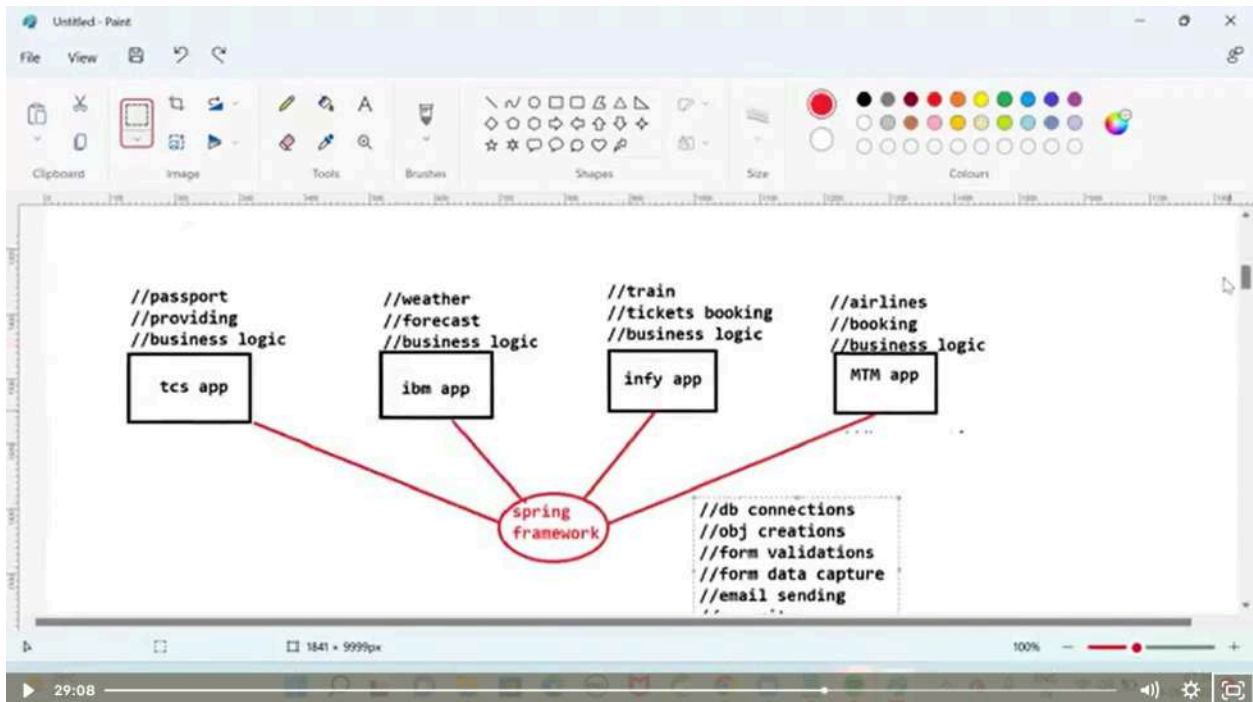 Untitled - Paint
File View
Clipboard
Image
Tools
Brushes
Shapes
Size
Colours
//passport
//providing
//business logic
tcs app
//weather
//forecast
//business logic
ibm app
//train
//tickets booking
//business logic
infy app
//airlines
//booking
//business logic
MTM app
spring
framework
//db connections
//obj creations
//form validations
//form data capture
//email sending
1841 × 9999px
100%
29:08